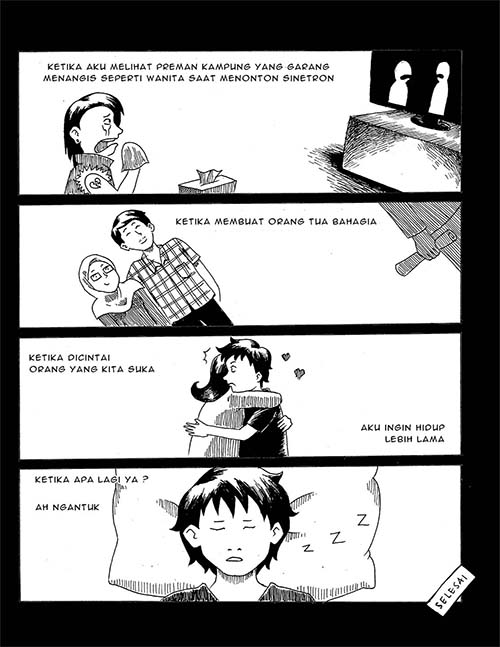 KETIKA AKU MELIHAT PREMAN KAMPUNG YANG GARANG
MENANGIS SEPERTI WANITA SAAT MENONTON SINETRON
KETIKA MEMBUAT ORANG TUA BAHAGIA
KETIKA DICINTAI
ORANG YANG KITA SUKA
AKU INGIN HIDUP
LEBIH LAMA
KETIKA APA LAGI YA ?
AH NGANTUK
Z Z Z
SELESAI